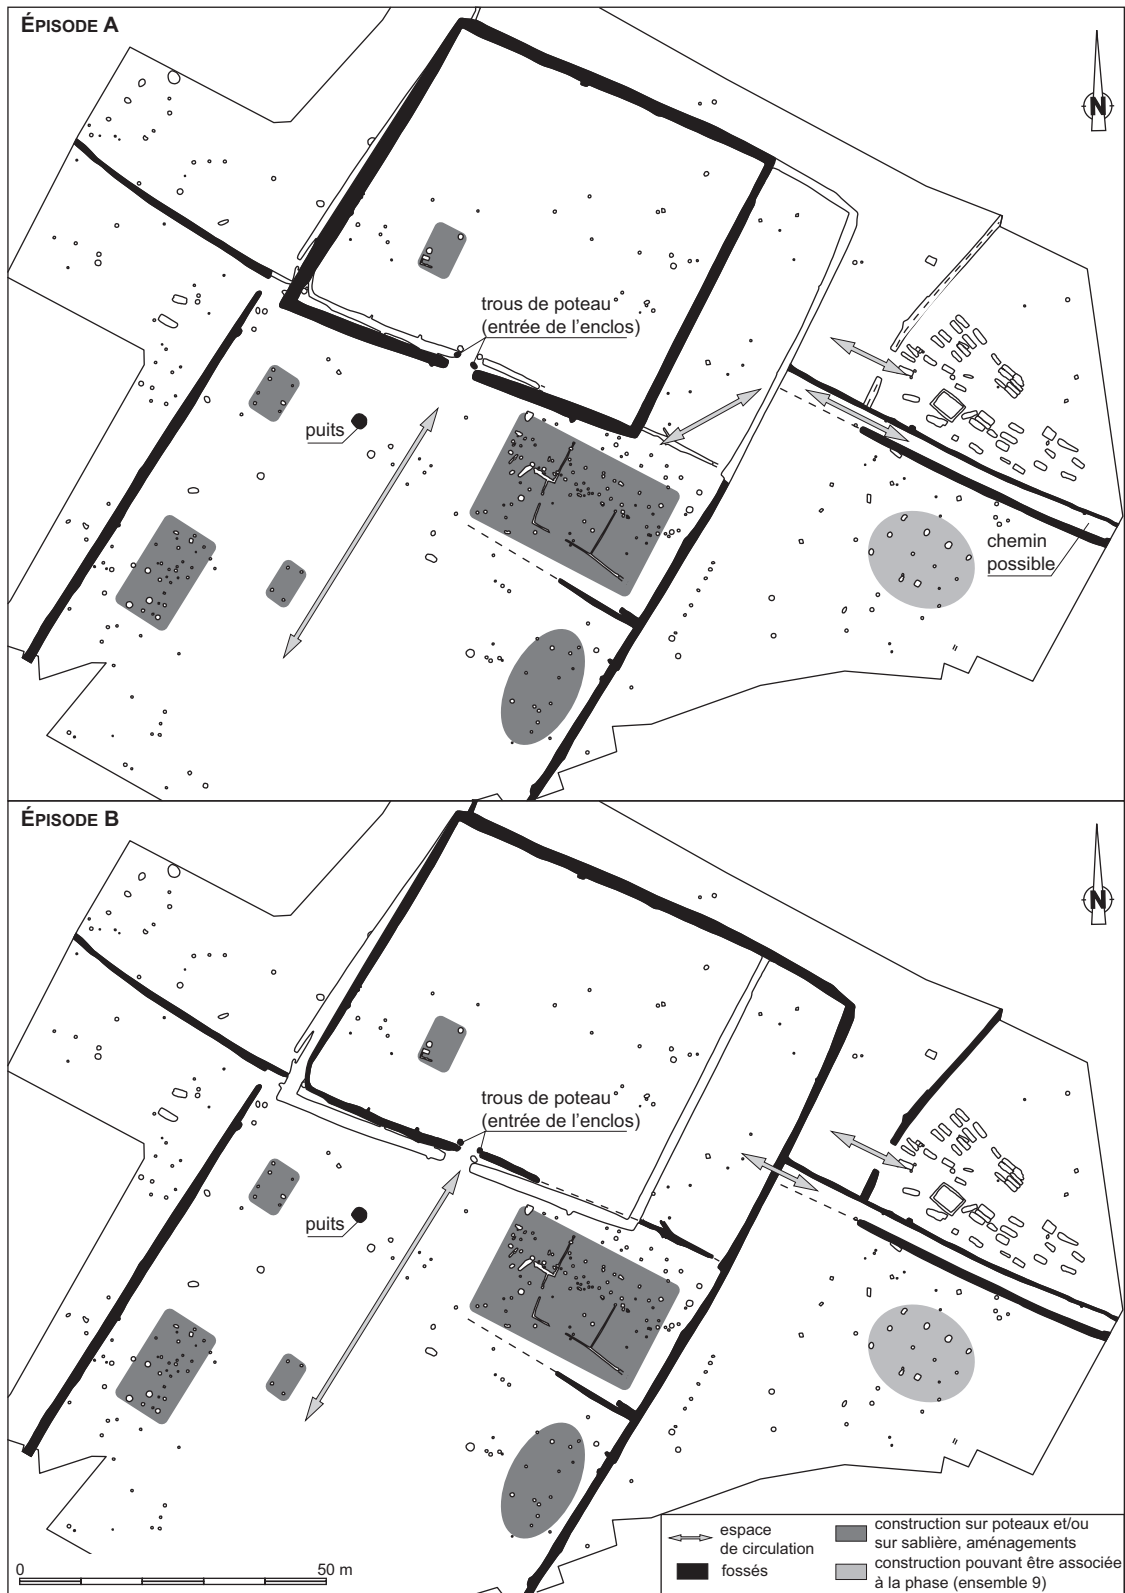 ÉPISODE A
N
trous de poteau
(entrée de l'enclos)
puits
chemin
possible
ÉPISODE B
N
trous de poteau
(entrée de l'enclos)
puits
0
50 m
espace
de circulation
fossés
construction sur poteaux et/ou
sur sablière, aménagements
construction pouvant être associée
à la phase (ensemble 9)